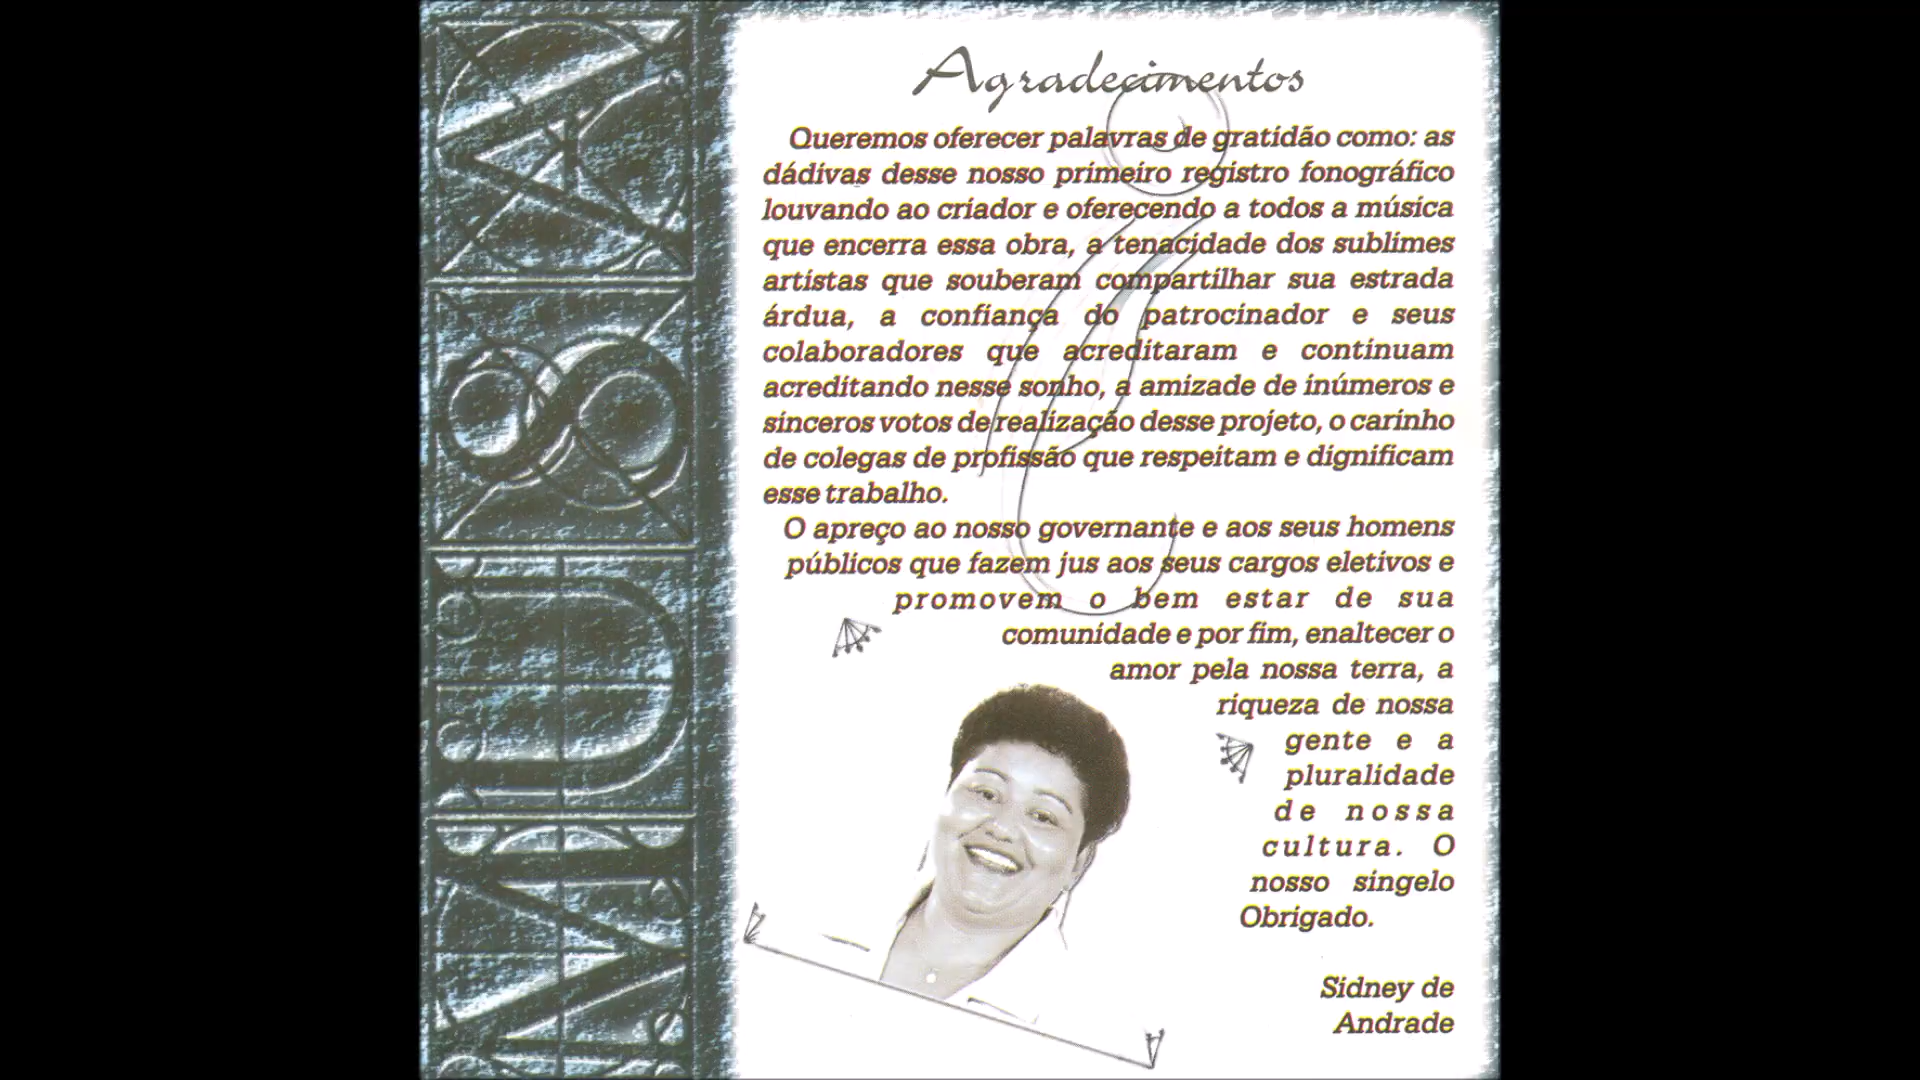 Agradecimentos
Queremos oferecer palavras de gratidão como: as
dádivas desse nosso primeiro registro fonográfico
louvando ao criador e oferecendo a todos a música
que encerra essa obra, a tenacidade dos sublimes
artistas que souberam compartilhar sua estrada
árdua, a confiança do patrocinador e seus
colaboradores que acreditaram e continuam
acreditando nesse sonho, a amizade de inúmeros e
sinceros votos de realização desse projeto, o carinho
de colegas de profissão que respeitam e dignificam
esse trabalho.
O apreço ao nosso governante e aos seus homens
públicos que fazem jus aos seus cargos eletivos e
promovem o bem estar de sua
comunidade e por fim, enaltecer o
amor pela nossa terra, a
riqueza de nossa
gente e a
pluralidade
de nossa
cultura. O
nosso singelo
Obrigado.
Sidney de
Andrade